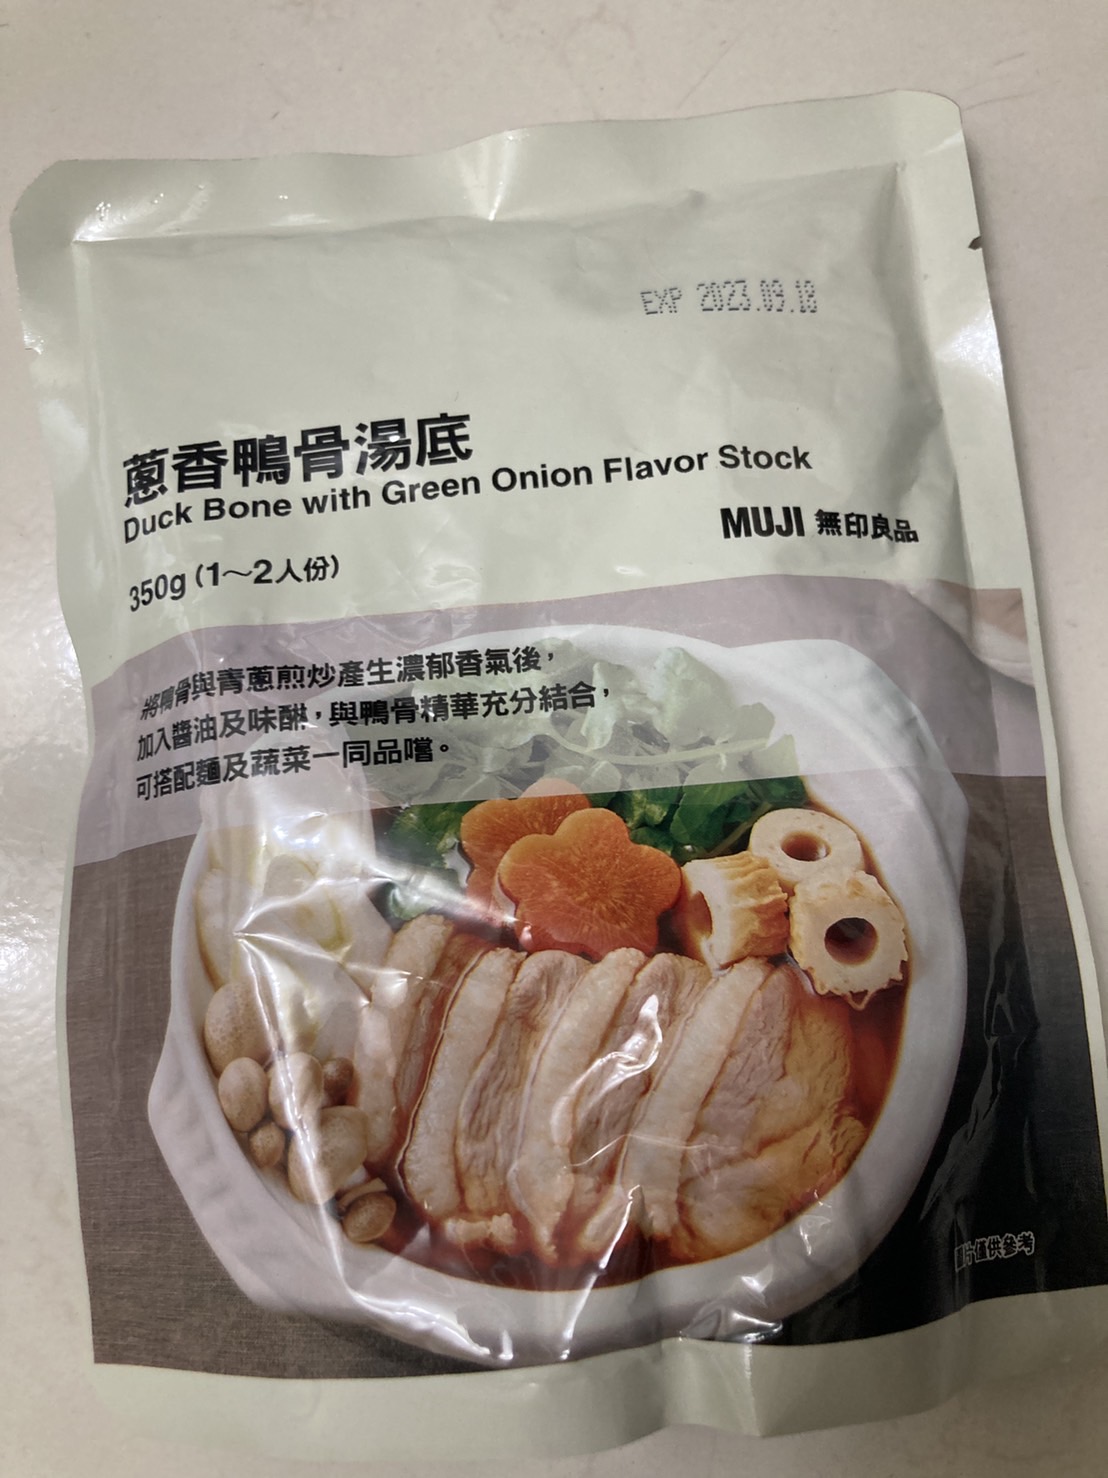 EXP 2023.09.18
蔥香鴨骨湯底
Duck Bone with Green Onion Flavor Stock
MUJI 無印良品
350g (1～2人份)
將鴨骨與青蔥煎炒產生濃郁香氣後，
加入醬油及味醂，與鴨骨精華充分結合，
可搭配麵及蔬菜一同品嚐。
圖片僅供參考